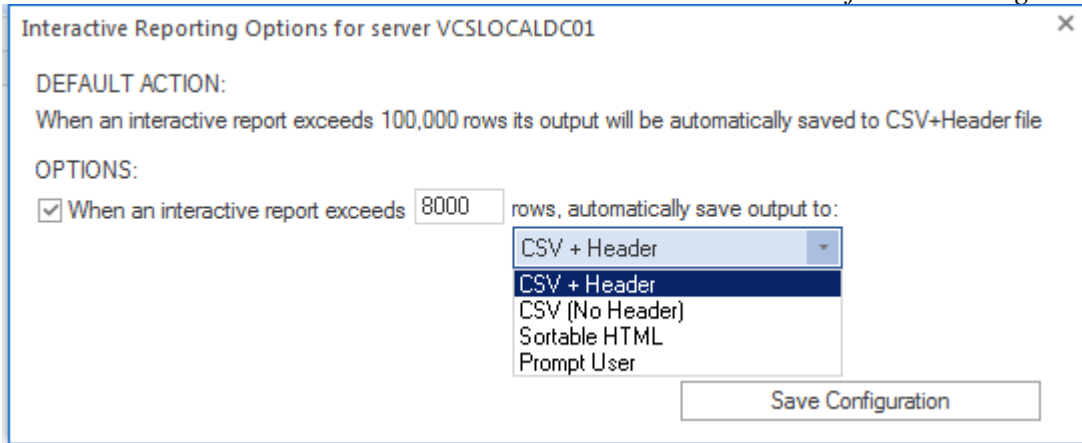 Interactive Reporting Options for server VCSLOCALDC01
DEFAULT ACTION:
When an interactive report exceeds 100,000 rows its output will be automatically saved to CSV+Header file
OPTIONS:
When an interactive report exceeds 8000 rows, automatically save output to:
CSV + Header
CSV + Header
CSV (No Header)
Sortable HTML
Prompt User
Save Configuration